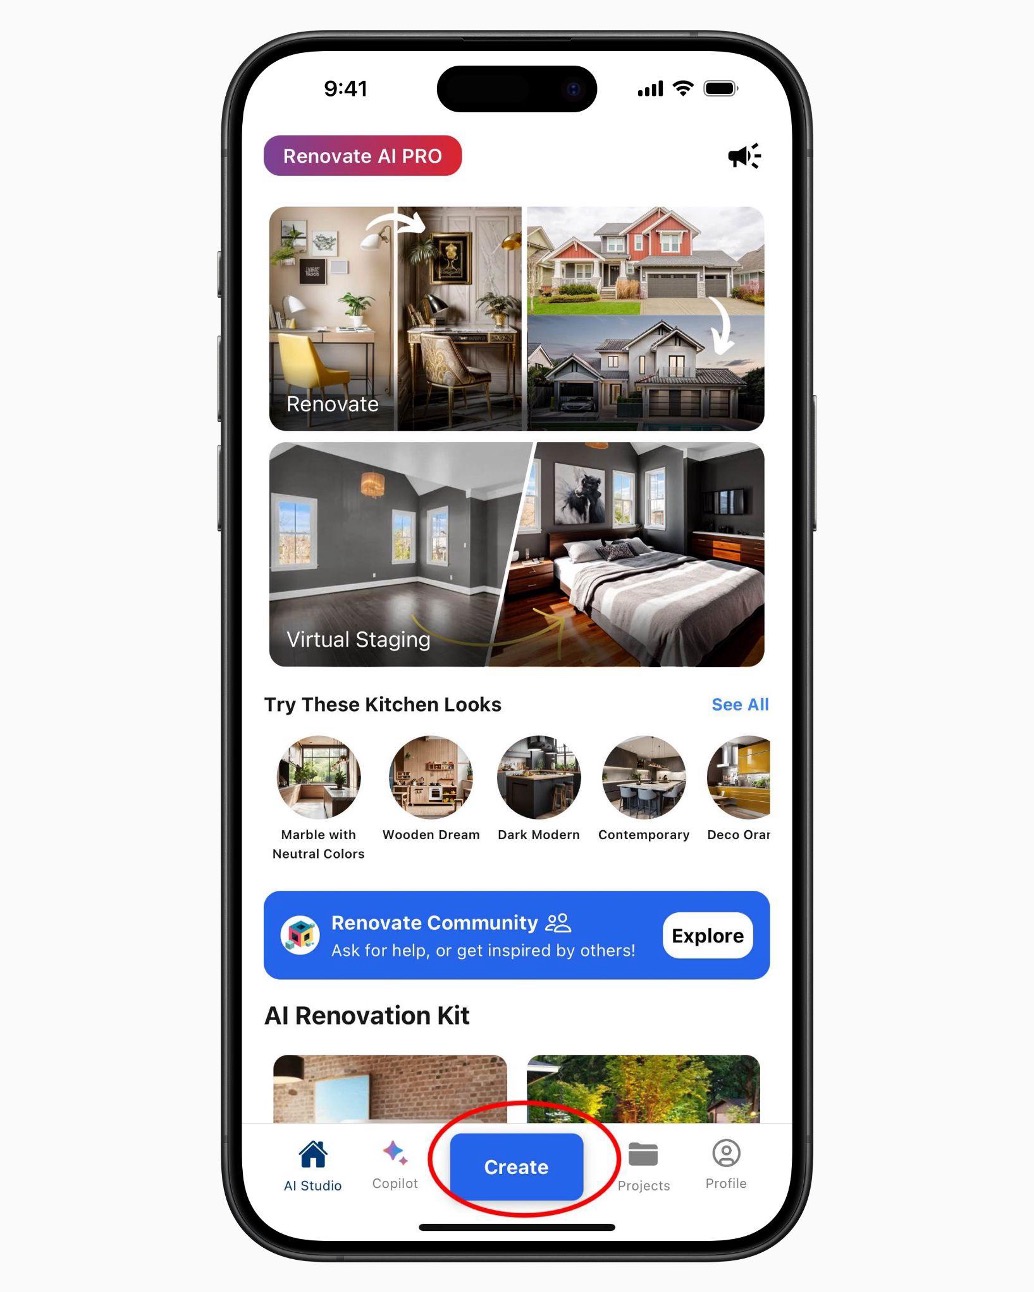 9:41
Renovate AI PRO
Renovate
Virtual Staging
Try These Kitchen Looks
See All
Marble with
Neutral Colors
Wooden Dream
Dark Modern
Contemporary
Deco Orar
Renovate Community
Ask for help, or get inspired by others!
Explore
AI Renovation Kit
AI Studio
Copilot
Create
Projects
Profile